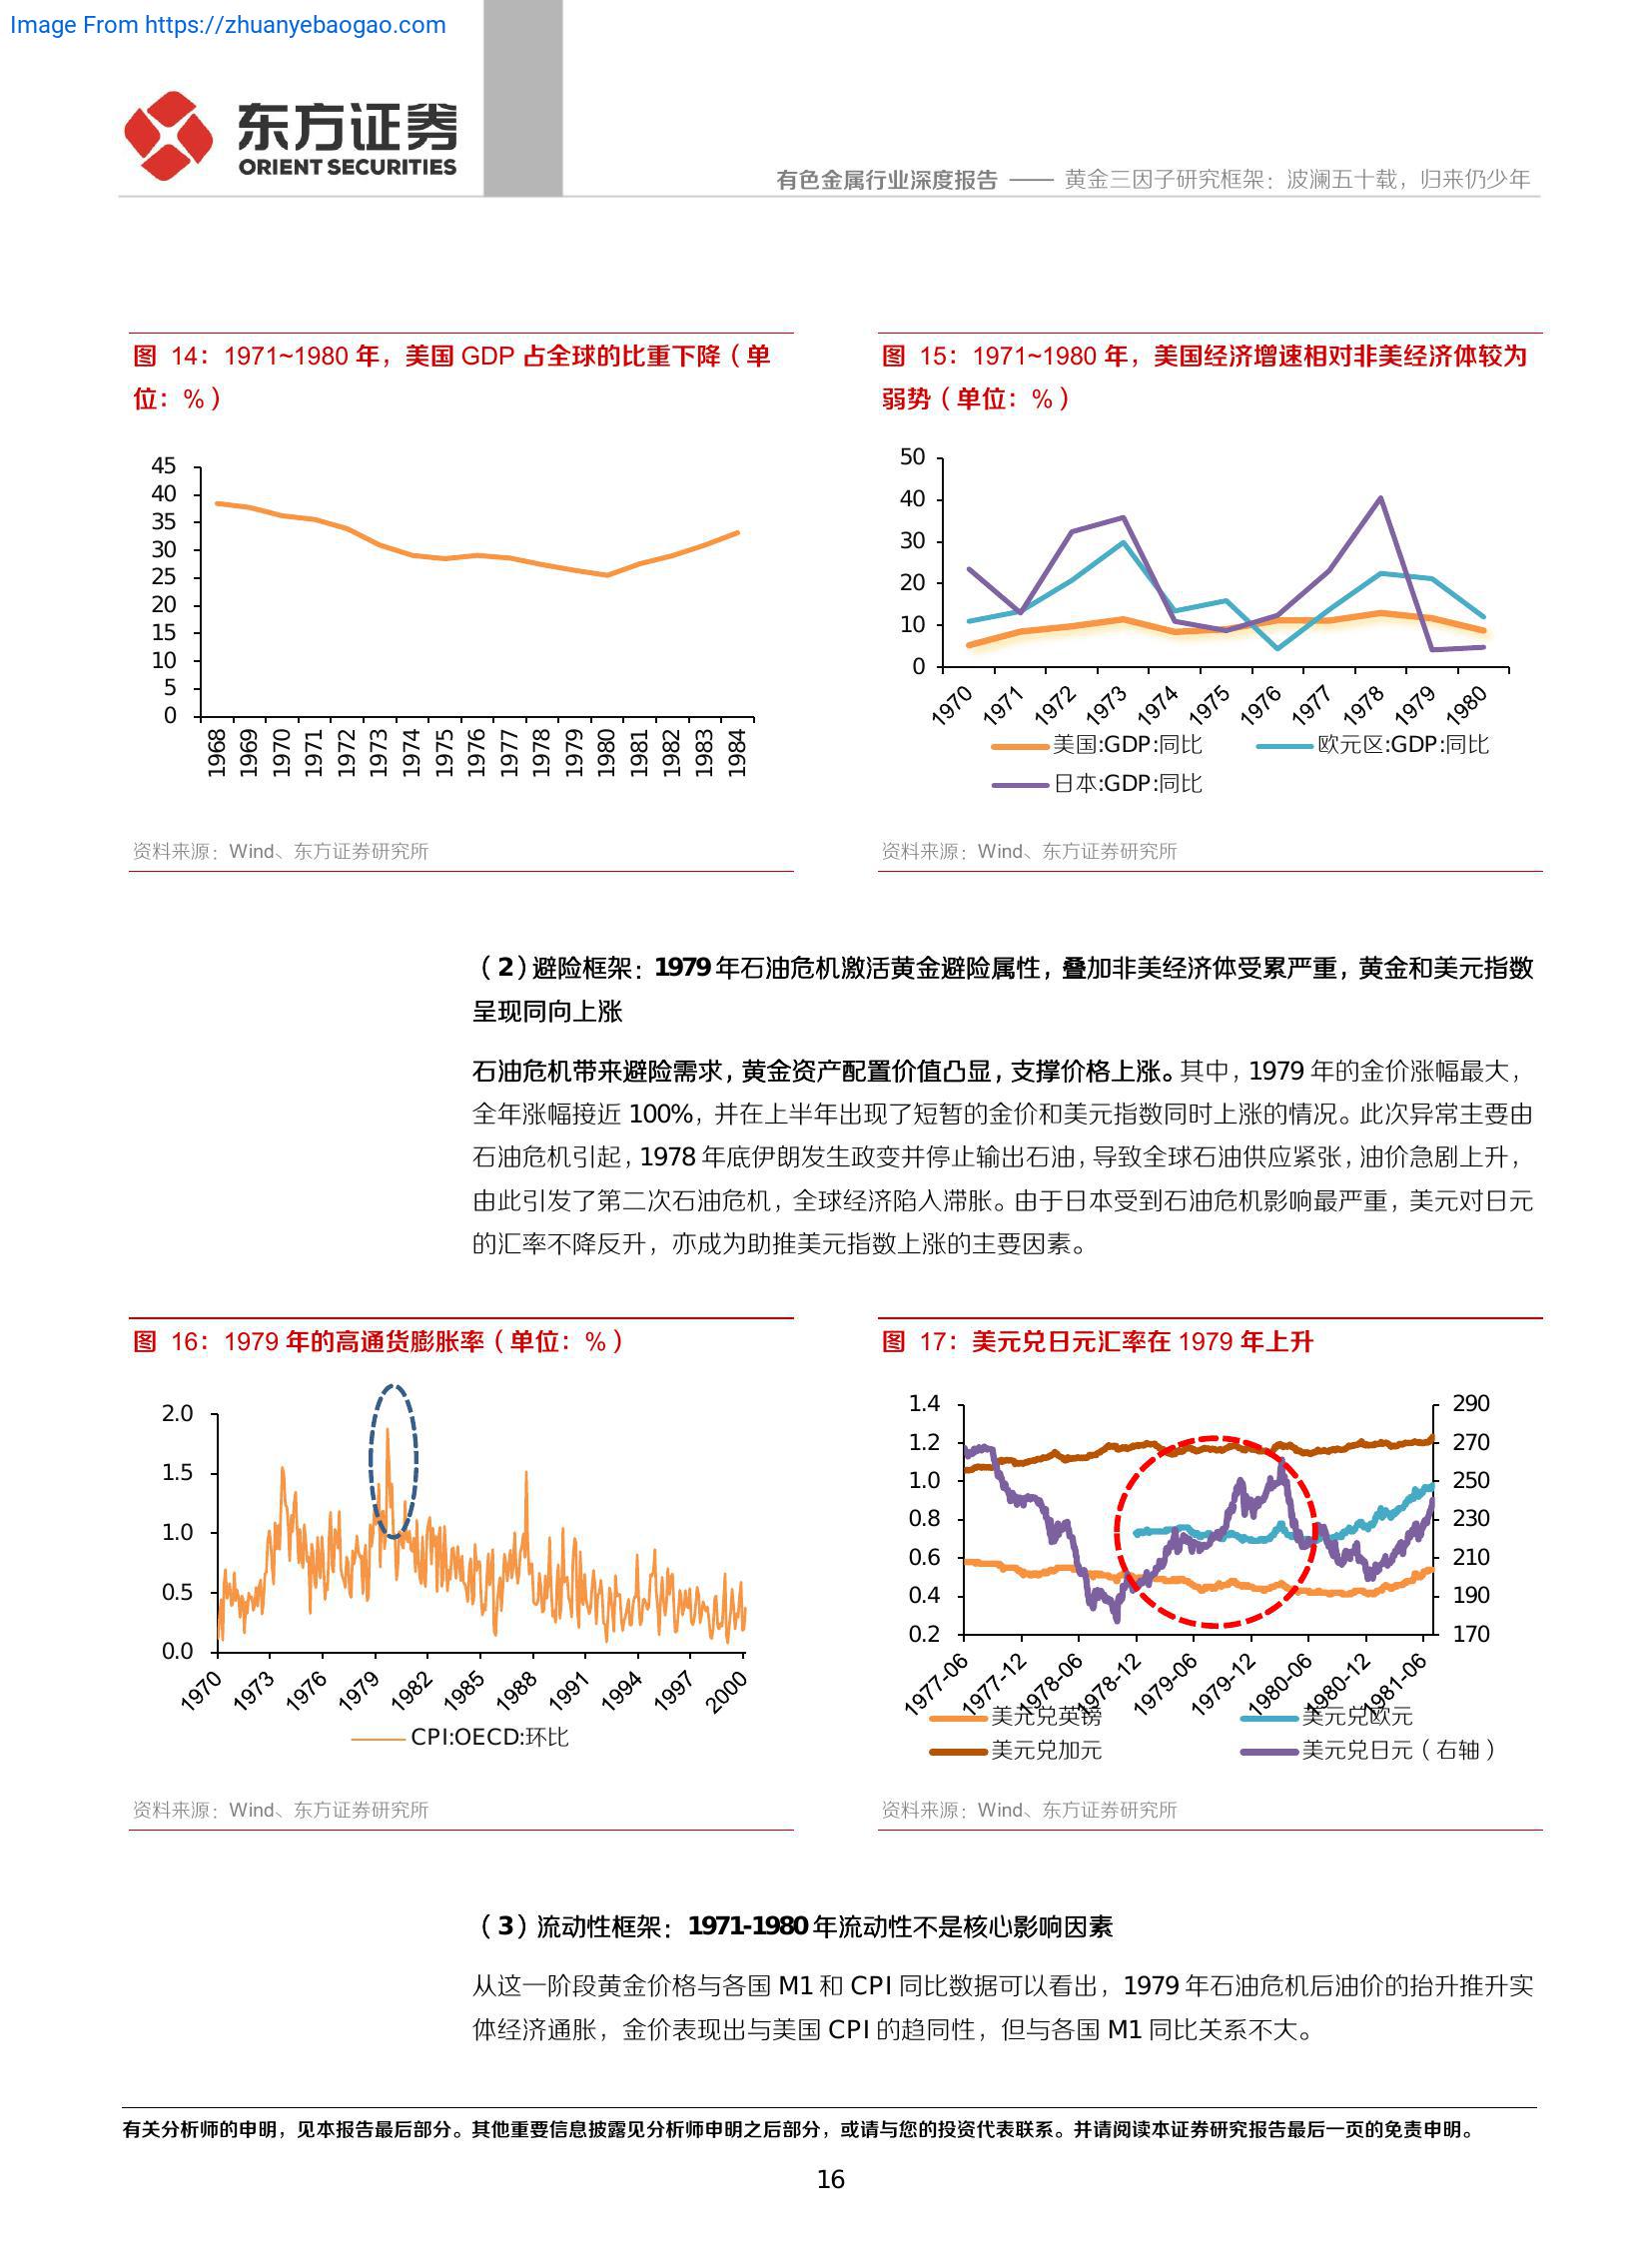 Image From https://zhuanyebaogao.com
东方证券
ORIENT SECURITIES
有色金属行业深度报告 —— 黄金三因子研究框架：波澜五十载，归来仍少年
图 14：1971~1980 年，美国 GDP 占全球的比重下降（单
位：%）
45
40
35
30
25
20
15
10
5
0
1968 1969 1970 1971 1972 1973 1974 1975 1976 1977 1978 1979 1980 1981 1982 1983 1984
资料来源：Wind、东方证券研究所
图 15：1971~1980 年，美国经济增速相对非美经济体较为
弱势（单位：%）
50
40
30
20
10
0
1970 1971 1972 1973 1974 1975 1976 1977 1978 1979 1980
美国:GDP:同比 欧元区:GDP:同比
日本:GDP:同比
资料来源：Wind、东方证券研究所
（2）避险框架：1979 年石油危机激活黄金避险属性，叠加非美经济体受累严重，黄金和美元指数
呈现同向上涨
石油危机带来避险需求，黄金资产配置价值凸显，支撑价格上涨。其中，1979 年的金价涨幅最大，
全年涨幅接近 100%，并在上半年出现了短暂的金价和美元指数同时上涨的情况。此次异常主要由
石油危机引起，1978 年底伊朗发生政变并停止输出石油，导致全球石油供应紧张，油价急剧上升，
由此引发了第二次石油危机，全球经济陷入滞胀。由于日本受到石油危机影响最严重，美元对日元
的汇率不降反升，亦成为助推美元指数上涨的主要因素。
图 16：1979 年的高通货膨胀率（单位：%）
2.0
1.5
1.0
0.5
0.0
1970 1973 1976 1979 1982 1985 1988 1991 1994 1997 2000
CPI:OECD:环比
资料来源：Wind、东方证券研究所
图 17：美元兑日元汇率在 1979 年上升
1.4 290
1.2 270
1.0 250
0.8 230
0.6 210
0.4 190
0.2 170
1977-06 1977-12 1978-06 1978-12 1979-06 1979-12 1980-06 1980-12 1981-06
美元兑英镑 美元兑欧元
美元兑加元 美元兑日元（右轴）
资料来源：Wind、东方证券研究所
（3）流动性框架：1971-1980 年流动性不是核心影响因素
从这一阶段黄金价格与各国 M1 和 CPI 同比数据可以看出，1979 年石油危机后油价的抬升推升实
体经济通胀，金价表现出与美国 CPI 的趋同性，但与各国 M1 同比关系不大。
有关分析师的申明，见本报告最后部分。其他重要信息披露见分析师申明之后部分，或请与您的投资代表联系。并请阅读本证券研究报告最后一页的免责申明。
16